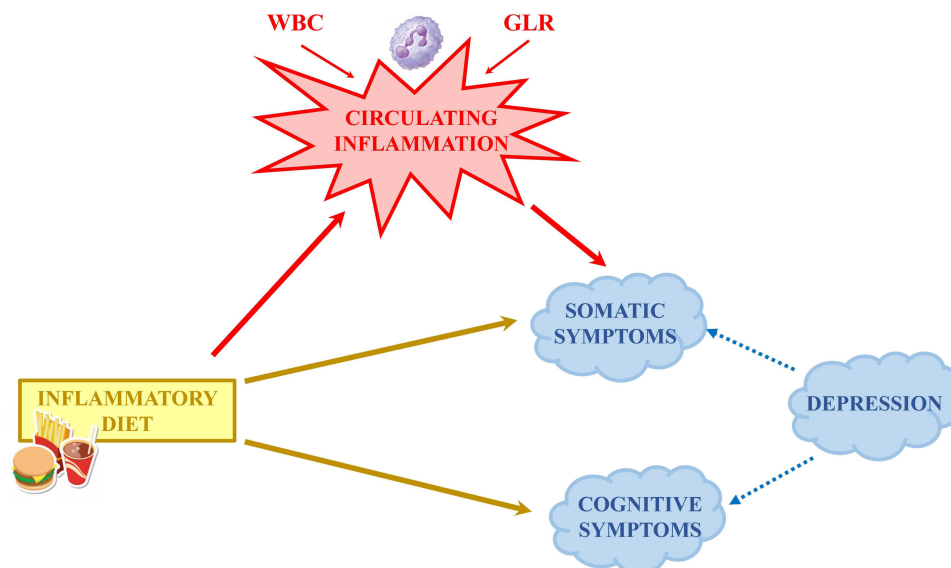 WBC
GLR
CIRCULATING
INFLAMMATION
SOMATIC
SYMPTOMS
INFLAMMATORY
DIET
DEPRESSION
COGNITIVE
SYMPTOMS